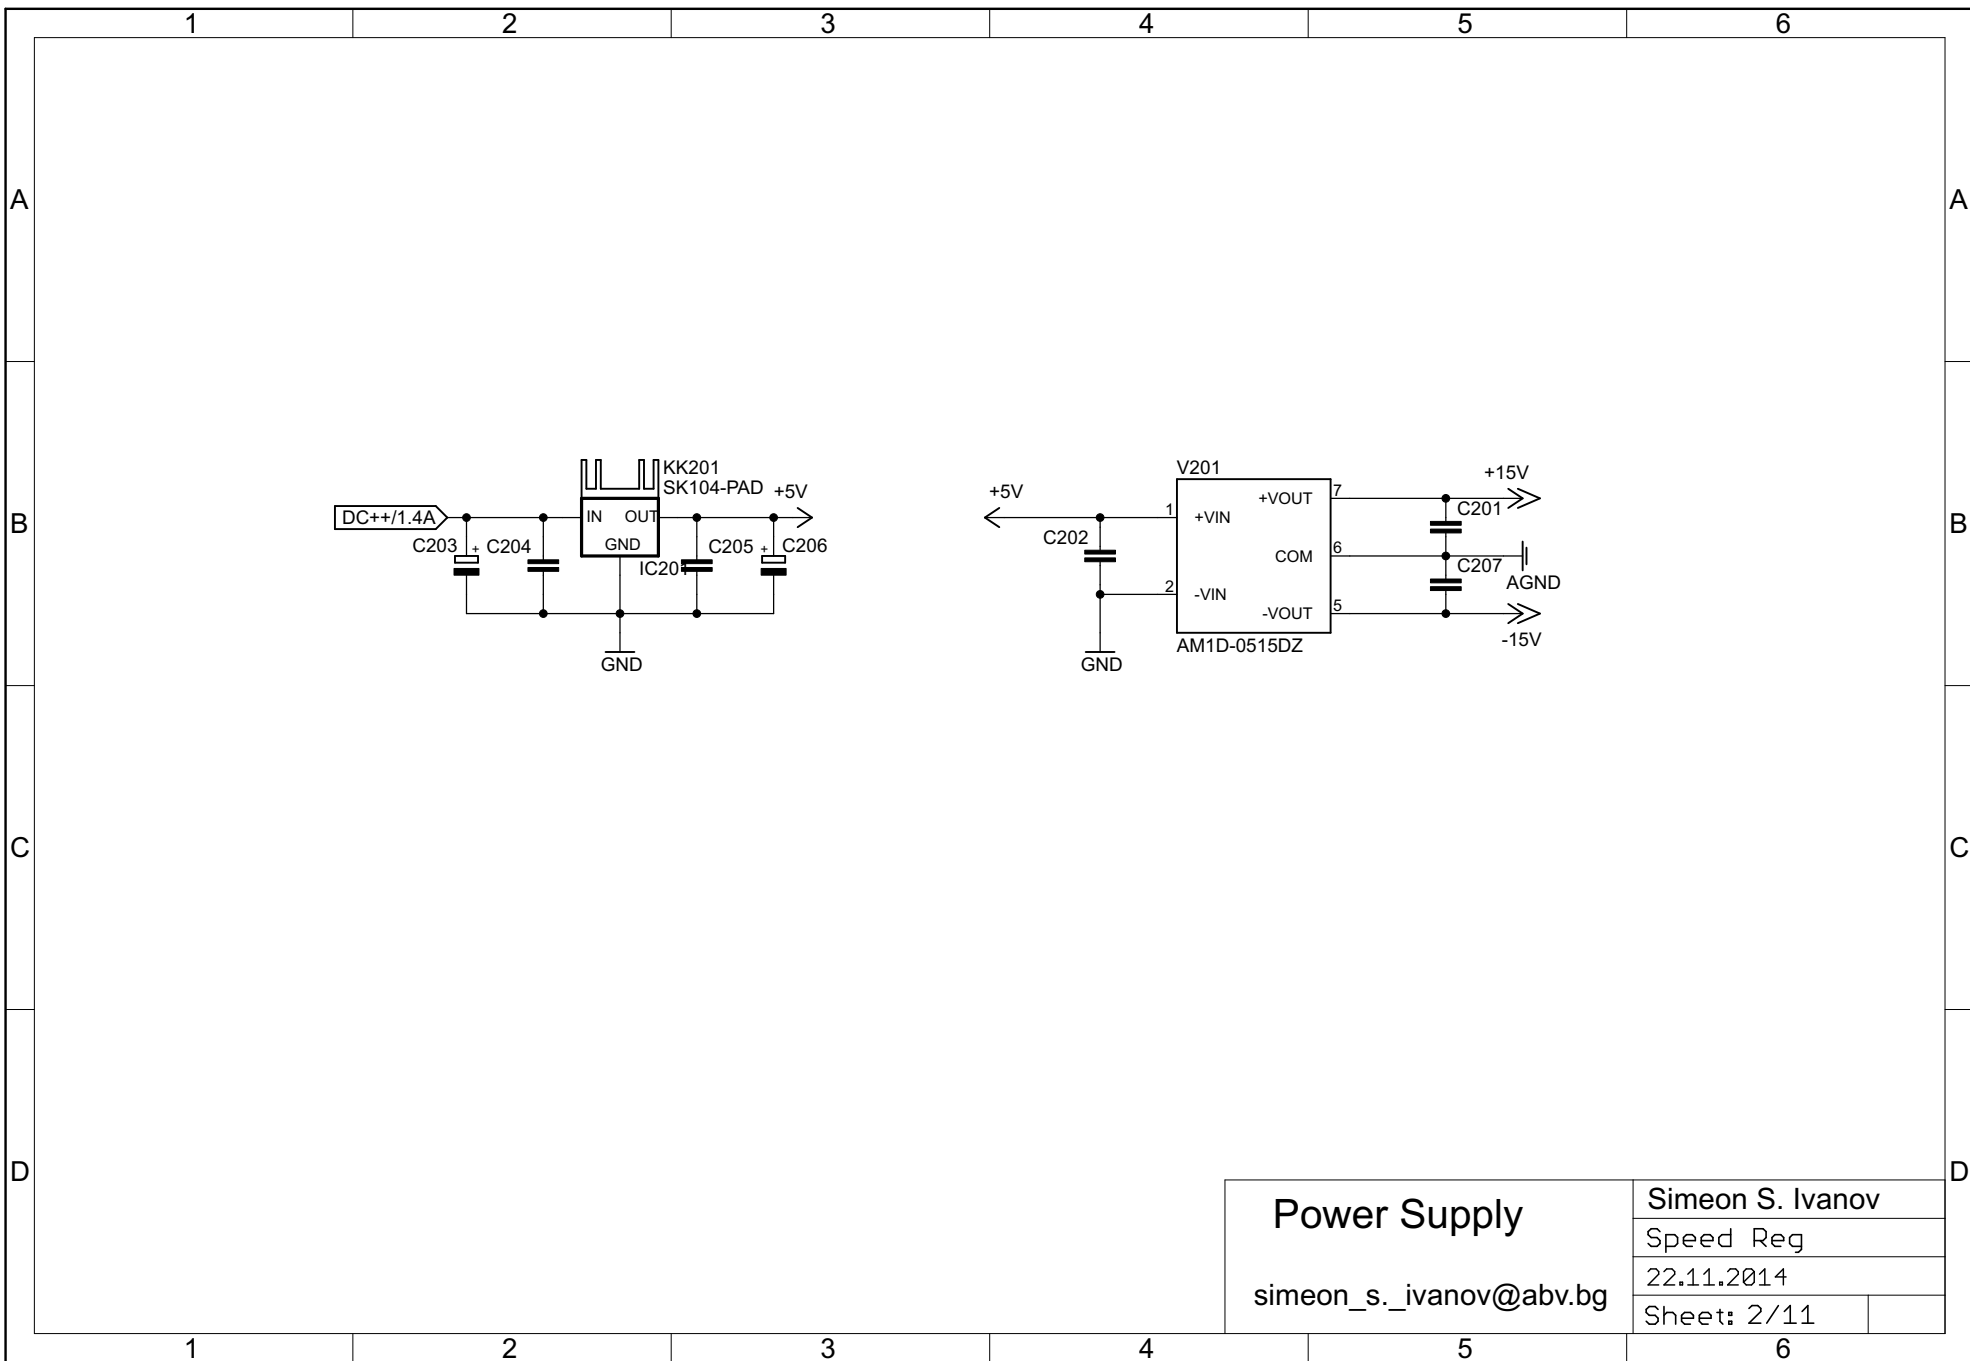 1 2 3 4 5 6
A A
KK201
SK104-PAD
+5V
DC++/1.4A
IN OUT
GND
C203 + C204
IC201
C205 + C206
GND
V201
+5V
+15V
1 +VIN
+VOUT 7
C201
C202
COM 6
C207
AGND
2 -VIN
-VOUT 5
-15V
AM1D-0515DZ
GND
B B
C C
D D
Power Supply
simeon_s._ivanov@abv.bg
Simeon S. Ivanov
Speed Reg
22.11.2014
Sheet: 2/11
1 2 3 4 5 6